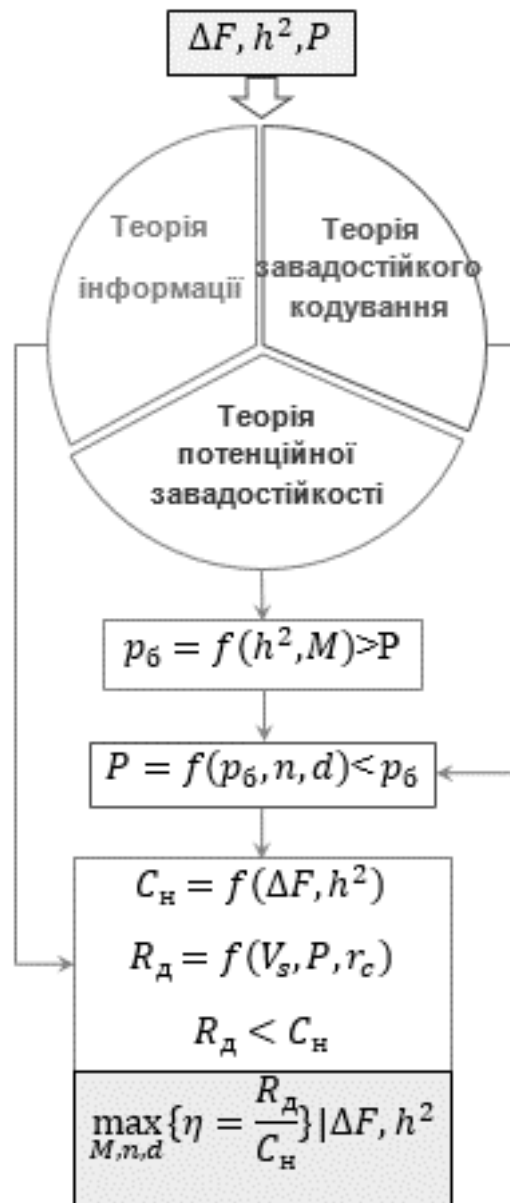 ΔF, h², P
Теорія
інформації
Теорія
завадостійкого
кодування
Теорія
потенційної
завадостійкості
p_б = f(h²,M)>P
P = f(p_б,n,d)<p_б
C_н = f(ΔF,h²)
R_д = f(V_s,P,r_c)
R_д < C_н
max_{M,n,d}{η = R_д/C_н}|ΔF, h²